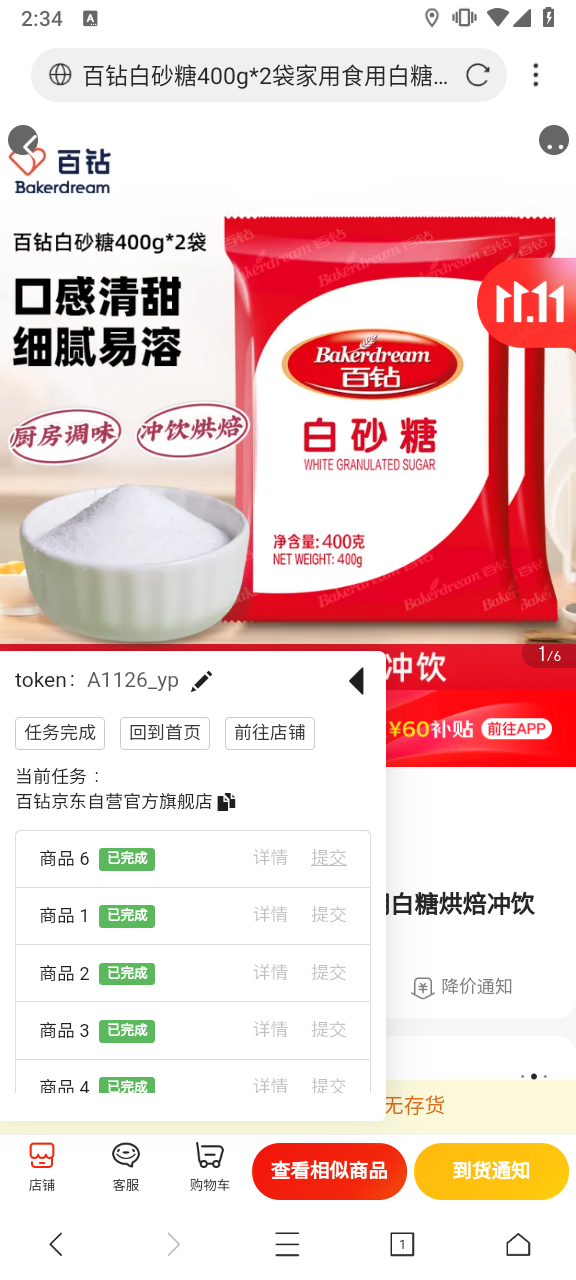 2:34
A
百钻白砂糖400g*2袋家用食用白糖...
百钻
Bakerdream
百钻白砂糖400g*2袋
口感清甜
细腻易溶
厨房调味
冲饮烘焙
11.11
Bakerdream
百钻
白砂糖
WHITE GRANULATED SUGAR
净含量: 400克
NET WEIGHT: 400g
1/6
冲饮
token： A1126_yp
¥60补贴 前往APP
任务完成 回到首页 前往店铺
当前任务：
百钻京东自营官方旗舰店
商品 6 已完成 详情 提交
商品 1 已完成 详情 提交
白糖烘焙冲饮
商品 2 已完成 详情 提交
降价通知
商品 3 已完成 详情 提交
商品 4 已完成 详情 提交
无存货
店铺 客服 购物车 查看相似商品 到货通知
1